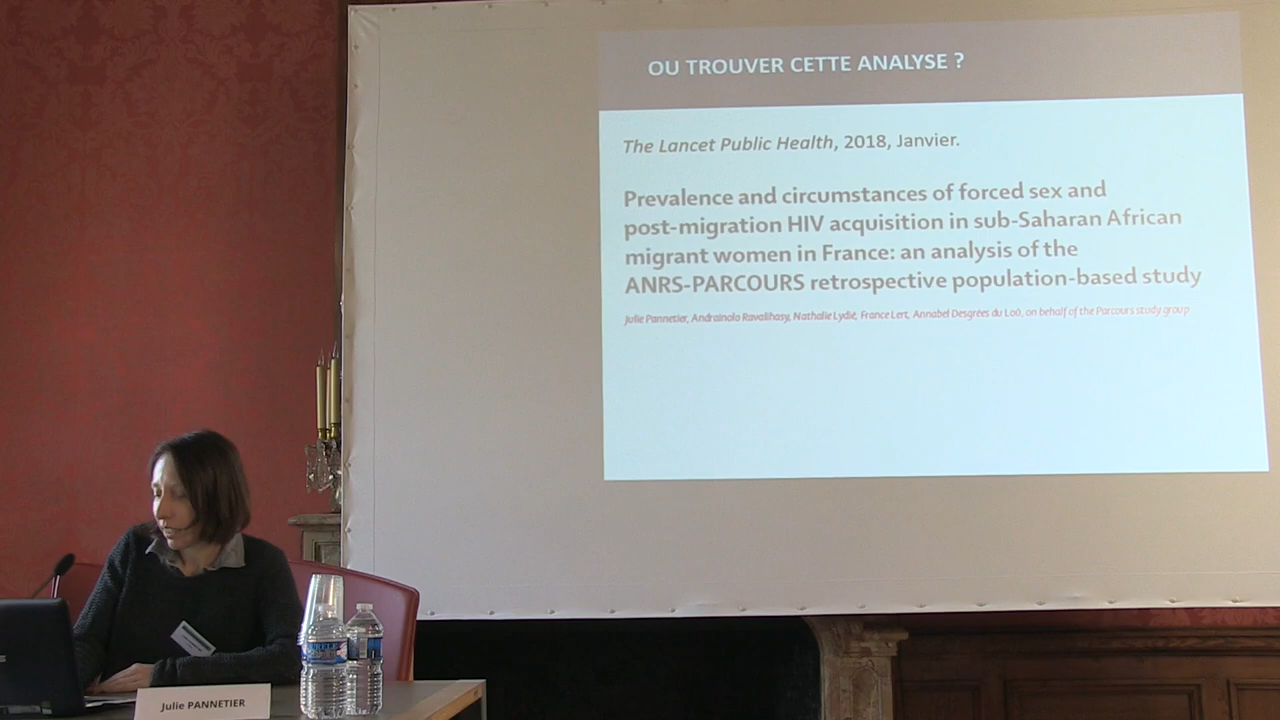 OU TROUVER CETTE ANALYSE ?
The Lancet Public Health, 2018, Janvier.
Prevalence and circumstances of forced sex and
post-migration HIV acquisition in sub-Saharan African
migrant women in France: an analysis of the
ANRS-PARCOURS retrospective population-based study
Julie Pannetier, Andrainolo Ravalihasy, Nathalie Lydié, France Lert, Annabel Desgrées du Loû, on behalf of the Parcours study group
Julie PANNETIER